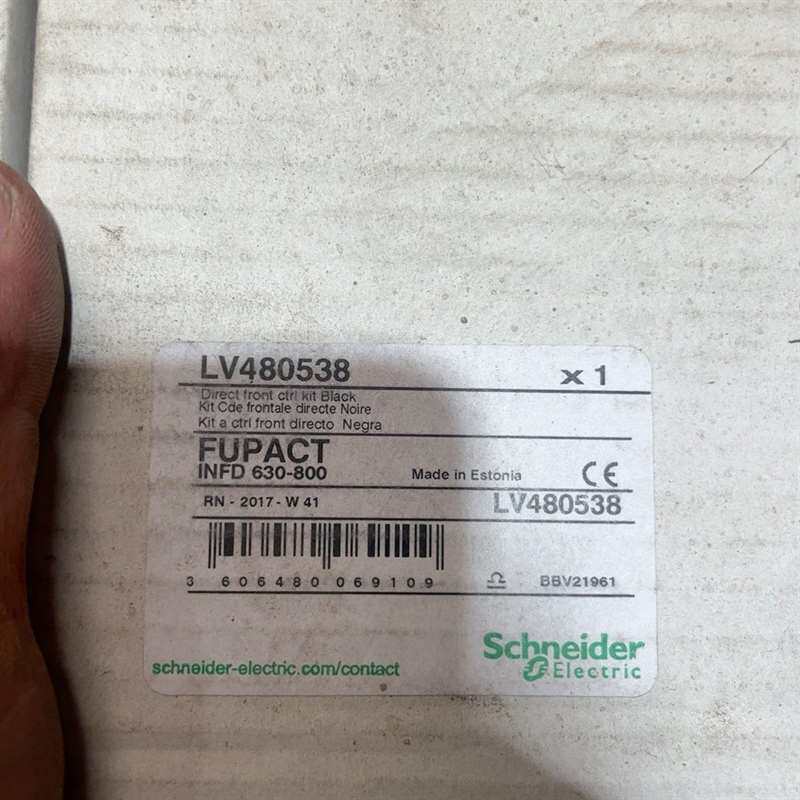 LV480538 x 1
Direct front ctrl kit Black
Kit Cde frontale directe Noire
Kit a ctrl front directo Negra
FUPACT
INFD 630-800 Made in Estonia CE
RN - 2017 - W 41 LV480538
3 606480 069109 BBV21961
Schneider
Electric
schneider-electric.com/contact